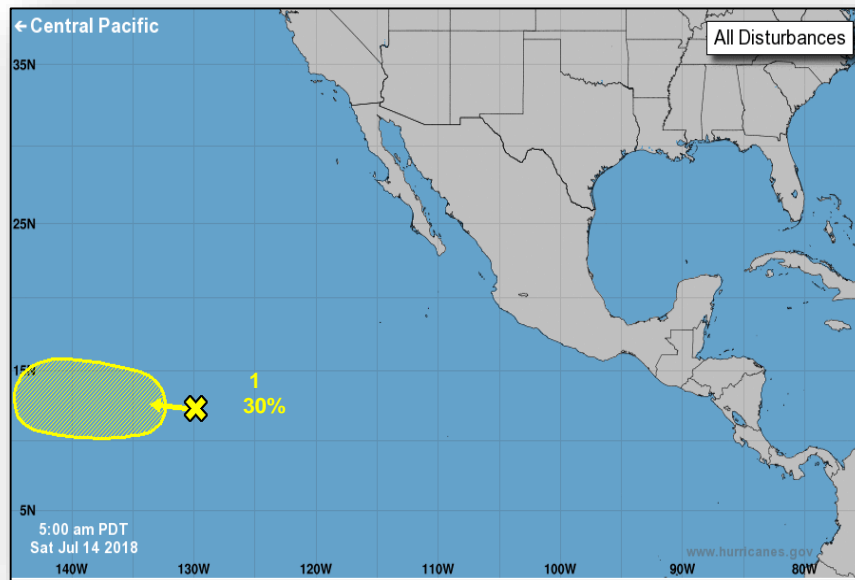 ←Central Pacific
All Disturbances
35N
25N
15N
1
30%
5N
5:00 am PDT
Sat Jul 14 2018
www.hurricanes.gov
140W 130W 120W 110W 100W 90W 80W